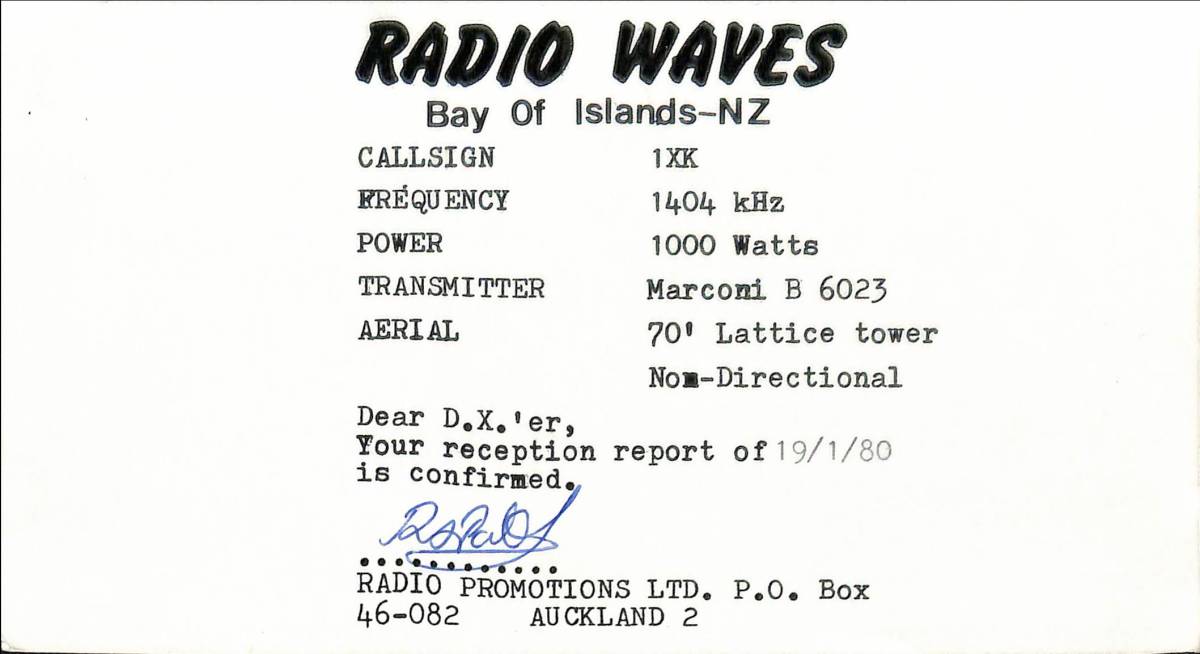 RADIO WAVES
Bay Of Islands-NZ
CALLSIGN 1XK
FREQUENCY 1404 kHz
POWER 1000 Watts
TRANSMITTER Marconi B 6023
AERIAL 70' Lattice tower
Non-Directional
Dear D.X.'er,
Your reception report of 19/1/80
is confirmed.
............
RADIO PROMOTIONS LTD. P.O. Box
46-082 AUCKLAND 2